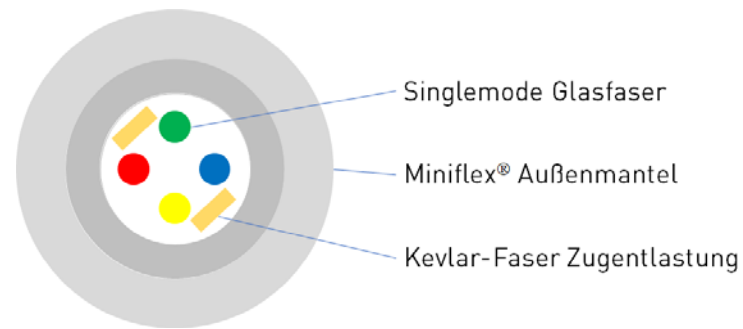 Singlemode Glasfaser
Miniflex® Außenmantel
Kevlar-Faser Zugentlastung